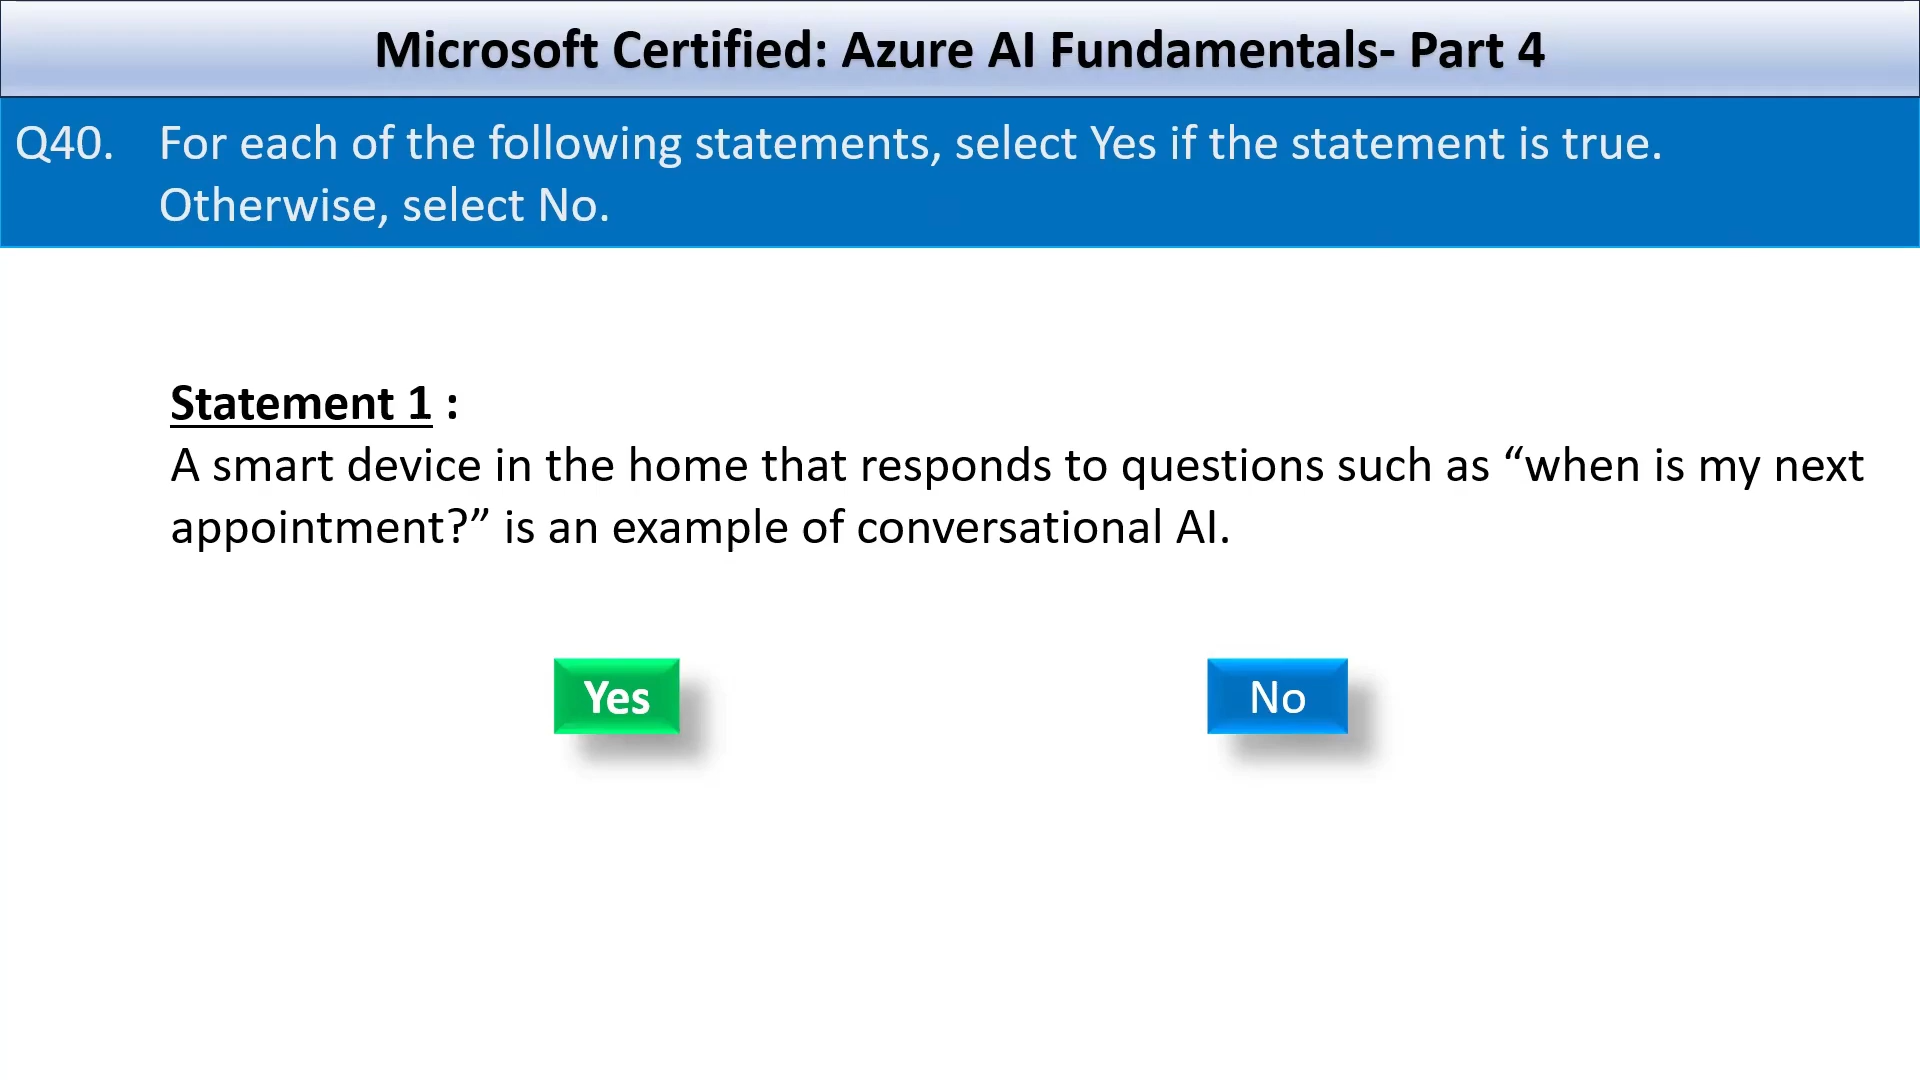 Microsoft Certified: Azure AI Fundamentals- Part 4
Q40. For each of the following statements, select Yes if the statement is true.
Otherwise, select No.
Statement 1 :
A smart device in the home that responds to questions such as “when is my next
appointment?” is an example of conversational AI.
Yes No